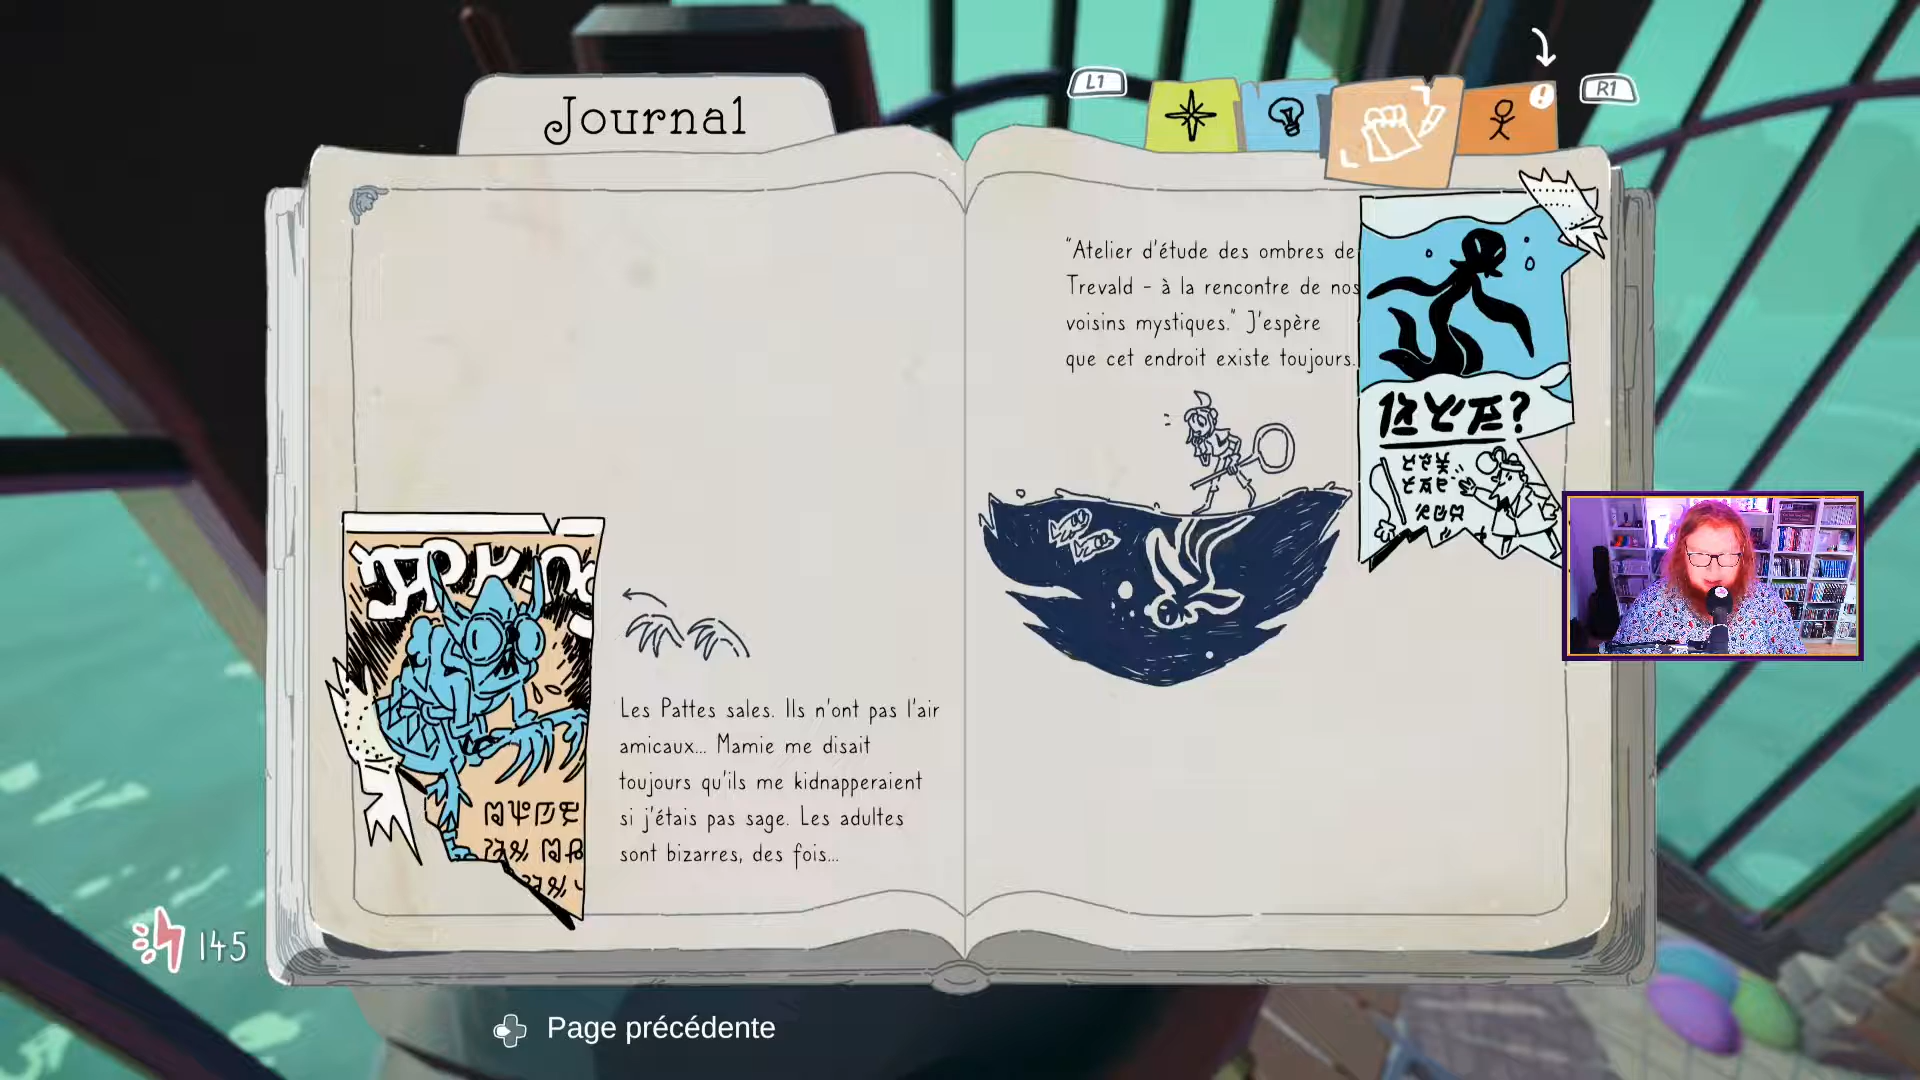 L1
R1
Journal
"Atelier d'étude des ombres de
Trevald - à la rencontre de nos
voisins mystiques." J'espère
que cet endroit existe toujours.
Les Pattes sales. Ils n'ont pas l'air
amicaux... Mamie me disait
toujours qu'ils me kidnapperaient
si j'étais pas sage. Les adultes
sont bizarres, des fois...
145
Page précédente